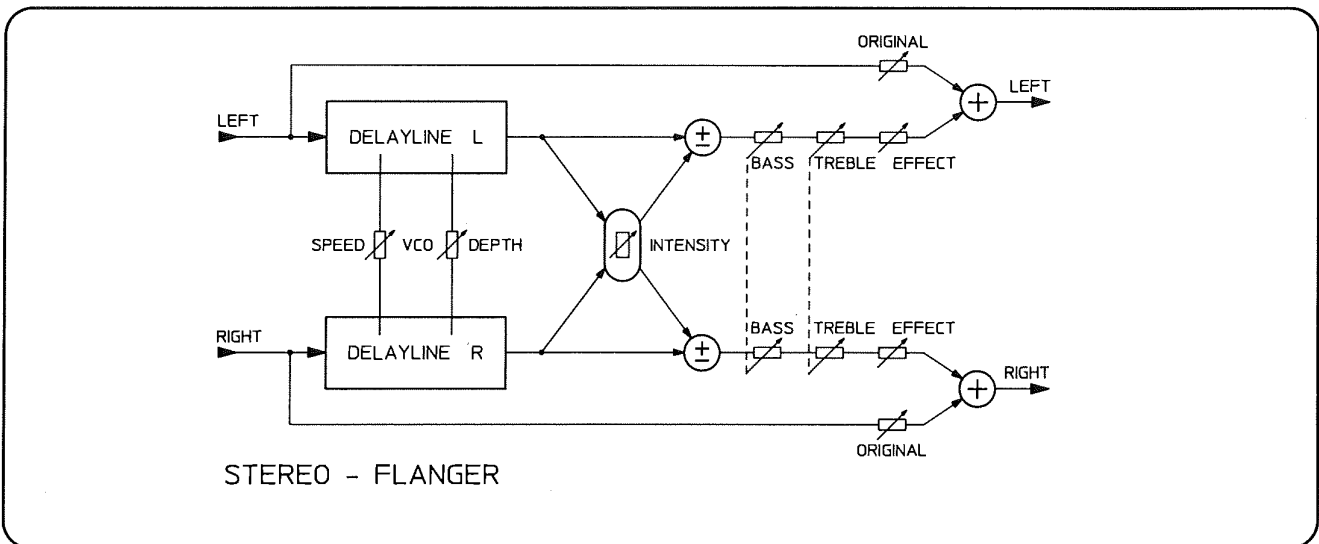 ORIGINAL
LEFT
LEFT
DELAYLINE L
±
+
BASS TREBLE EFFECT
SPEED VCO DEPTH
INTENSITY
RIGHT
DELAYLINE R
±
BASS TREBLE EFFECT
+
RIGHT
ORIGINAL
STEREO - FLANGER